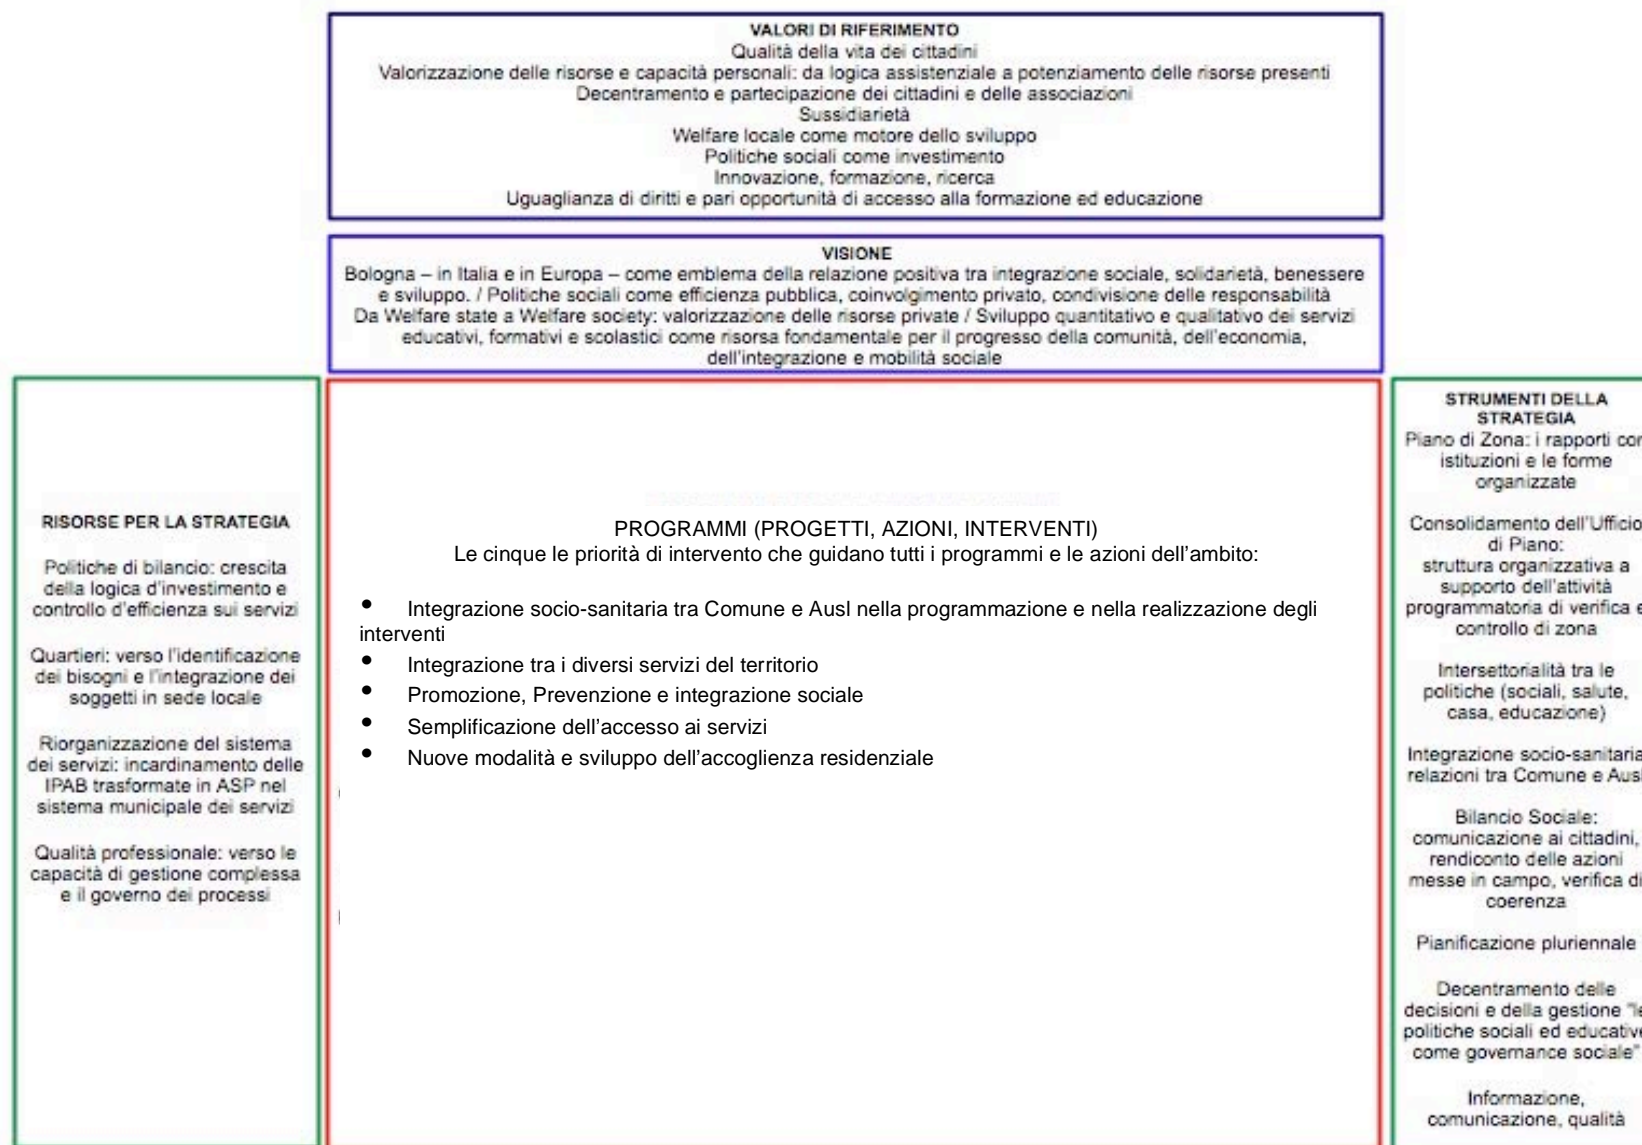 VALORI DI RIFERIMENTO
Qualità della vita dei cittadini
Valorizzazione delle risorse e capacità personali: da logica assistenziale a potenziamento delle risorse presenti
Decentramento e partecipazione dei cittadini e delle associazioni
Sussidiarietà
Welfare locale come motore dello sviluppo
Politiche sociali come investimento
Innovazione, formazione, ricerca
Uguaglianza di diritti e pari opportunità di accesso alla formazione ed educazione
VISIONE
Bologna – in Italia e in Europa – come emblema della relazione positiva tra integrazione sociale, solidarietà, benessere
e sviluppo. / Politiche sociali come efficienza pubblica, coinvolgimento privato, condivisione delle responsabilità
Da Welfare state a Welfare society: valorizzazione delle risorse private / Sviluppo quantitativo e qualitativo dei servizi
educativi, formativi e scolastici come risorsa fondamentale per il progresso della comunità, dell'economia,
dell'integrazione e mobilità sociale
RISORSE PER LA STRATEGIA
Politiche di bilancio: crescita
della logica d'investimento e
controllo d'efficienza sui servizi
Quartieri: verso l'identificazione
dei bisogni e l'integrazione dei
soggetti in sede locale
Riorganizzazione del sistema
dei servizi: incardinamento delle
IPAB trasformate in ASP nel
sistema municipale dei servizi
Qualità professionale: verso le
capacità di gestione complessa
e il governo dei processi
PROGRAMMI (PROGETTI, AZIONI, INTERVENTI)
Le cinque le priorità di intervento che guidano tutti i programmi e le azioni dell'ambito:
• Integrazione socio-sanitaria tra Comune e Ausl nella programmazione e nella realizzazione degli
interventi
• Integrazione tra i diversi servizi del territorio
• Promozione, Prevenzione e integrazione sociale
• Semplificazione dell'accesso ai servizi
• Nuove modalità e sviluppo dell'accoglienza residenziale
STRUMENTI DELLA
STRATEGIA
Piano di Zona: i rapporti con
istituzioni e le forme
organizzate
Consolidamento dell'Ufficio
di Piano:
struttura organizzativa a
supporto dell'attività
programmatoria di verifica e
controllo di zona
Intersettorialità tra le
politiche (sociali, salute,
casa, educazione)
Integrazione socio-sanitaria
relazioni tra Comune e Ausl
Bilancio Sociale:
comunicazione ai cittadini,
rendiconto delle azioni
messe in campo, verifica di
coerenza
Pianificazione pluriennale
Decentramento delle
decisioni e della gestione "le
politiche sociali ed educative
come governance sociale"
Informazione,
comunicazione, qualità